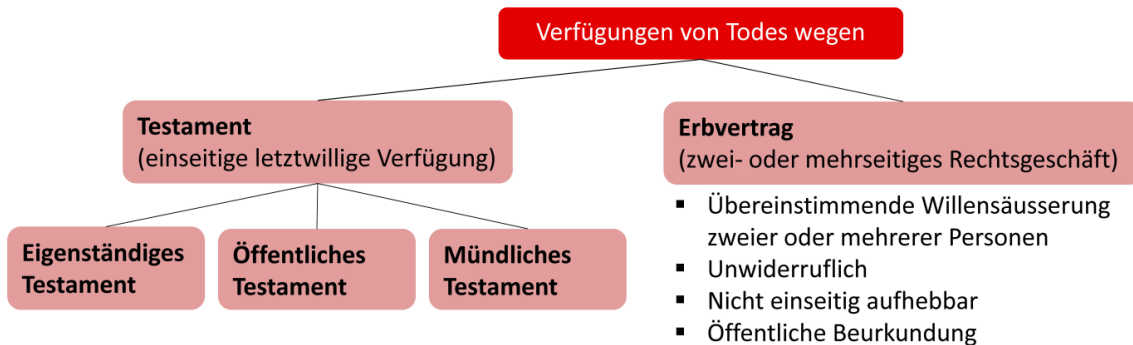 Verfügungen von Todes wegen
Testament
(einseitige letztwillige Verfügung)
Eigenständiges
Testament
Öffentliches
Testament
Mündliches
Testament
Erbvertrag
(zwei- oder mehrseitiges Rechtsgeschäft)
▪ Übereinstimmende Willensäusserung
zweier oder mehrerer Personen
▪ Unwiderruflich
▪ Nicht einseitig aufhebbar
▪ Öffentliche Beurkundung